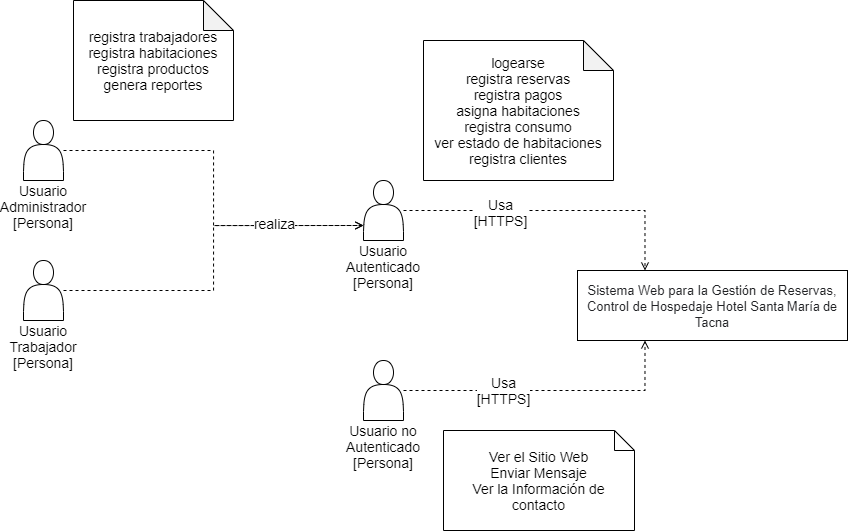 registra trabajadores
registra habitaciones
registra productos
genera reportes
logearse
registra reservas
registra pagos
asigna habitaciones
registra consumo
ver estado de habitaciones
registra clientes
Usuario
Administrador
[Persona]
realiza
Usa
[HTTPS]
Usuario
Autenticado
[Persona]
Sistema Web para la Gestión de Reservas,
Control de Hospedaje Hotel Santa María de
Tacna
Usuario
Trabajador
[Persona]
Usa
[HTTPS]
Usuario no
Autenticado
[Persona]
Ver el Sitio Web
Enviar Mensaje
Ver la Información de
contacto